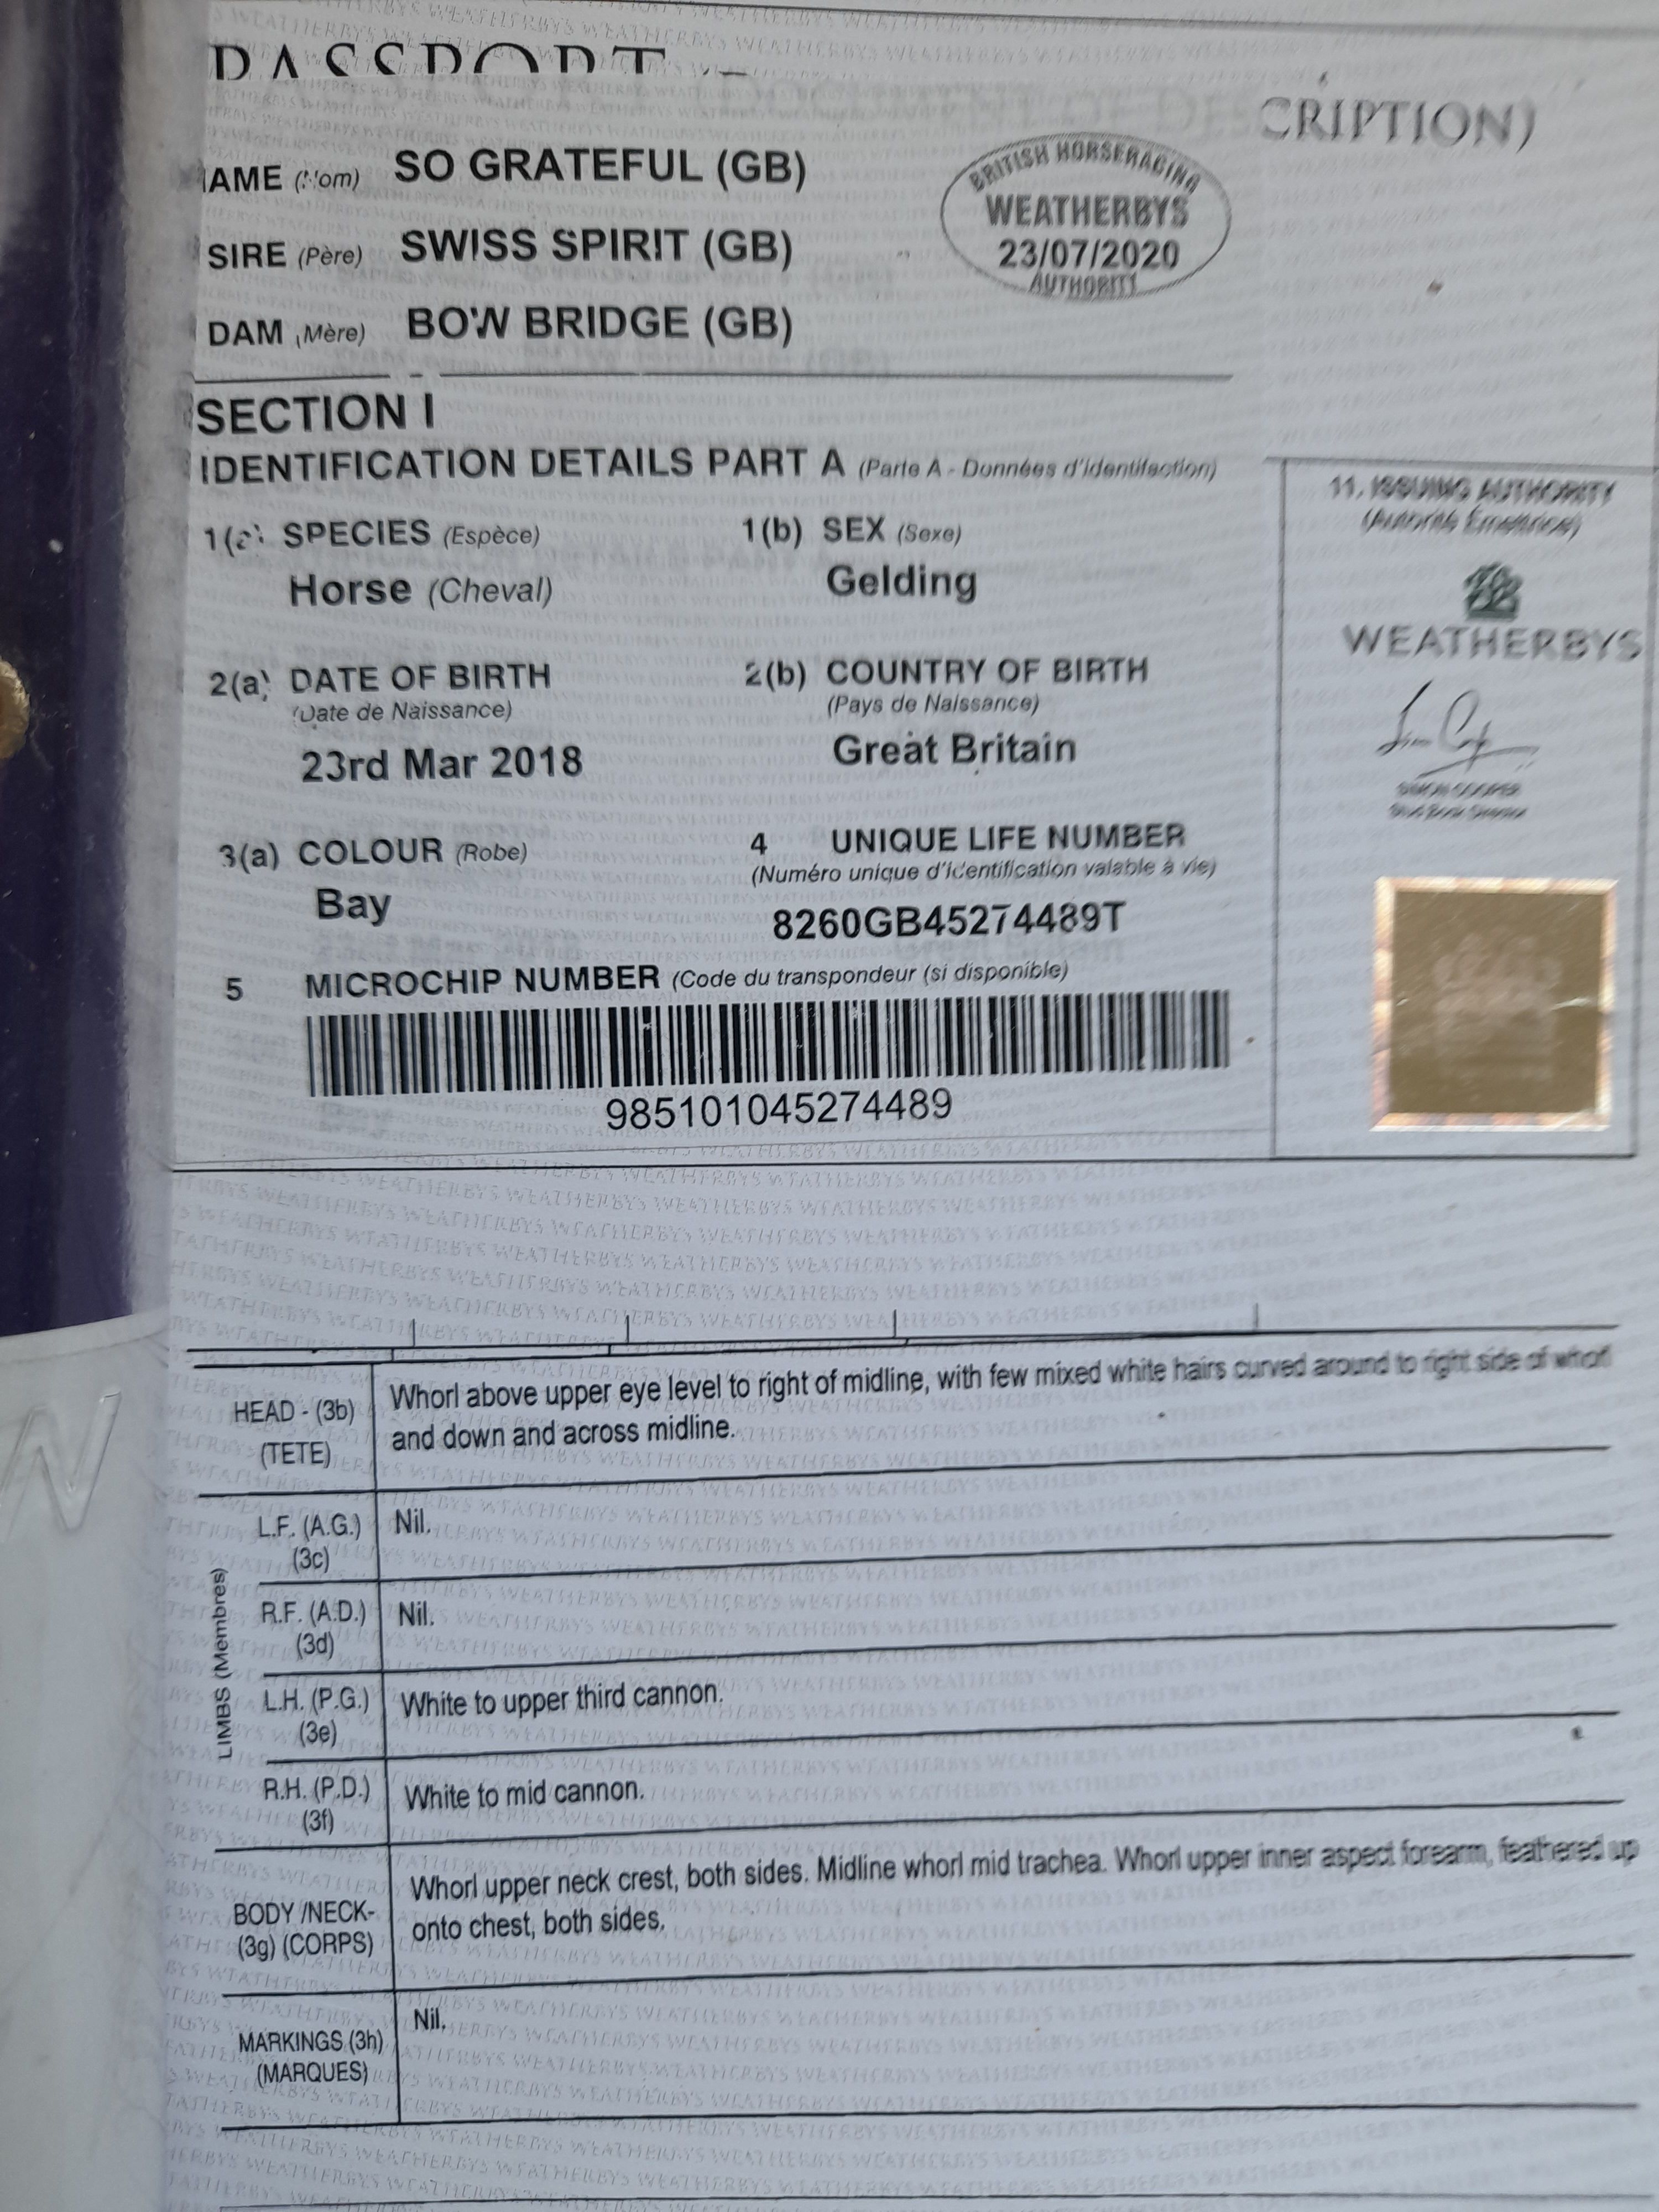 PASSPORT
CRIPTION)
NAME (Nom) SO GRATEFUL (GB)
SIRE (Père) SWISS SPIRIT (GB)
DAM (Mère) BOW BRIDGE (GB)
BRITISH HORSERACING
WEATHERBYS
23/07/2020
AUTHORITY
SECTION I
IDENTIFICATION DETAILS PART A (Parte A - Données d'identifaction)
1(a) SPECIES (Espèce)
Horse (Cheval)
1(b) SEX (Sexe)
Gelding
2(a) DATE OF BIRTH
(Date de Naissance)
23rd Mar 2018
2(b) COUNTRY OF BIRTH
(Pays de Naissance)
Great Britain
3(a) COLOUR (Robe)
Bay
4 UNIQUE LIFE NUMBER
(Numéro unique d'identification valable à vie)
8260GB45274489T
5 MICROCHIP NUMBER (Code du transpondeur (si disponible)
985101045274489
11. ISSUING AUTHORITY
WEATHERBYS
SIMON COOPER
HEAD - (3b)
(TETE)
Whorl above upper eye level to right of midline, with few mixed white hairs curved around to right side of whorl
and down and across midline.
LIMBS (Membres)
L.F. (A.G.)
(3c)
Nil.
R.F. (A.D.)
(3d)
Nil.
L.H. (P.G.)
(3e)
White to upper third cannon.
R.H. (P.D.)
(3f)
White to mid cannon.
BODY /NECK-
(3g) (CORPS)
Whorl upper neck crest, both sides. Midline whorl mid trachea. Whorl upper inner aspect forearm, feathered up
onto chest, both sides.
MARKINGS (3h)
(MARQUES)
Nil.